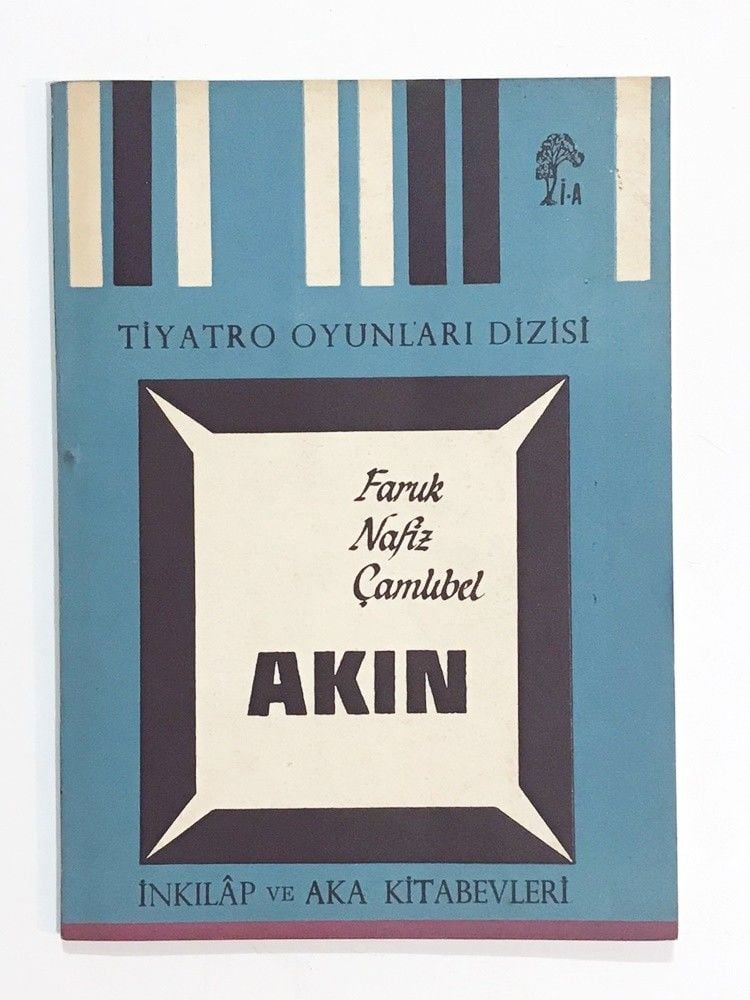 İ.A
TİYATRO OYUNLARI DİZİSİ
Faruk
Nafiz
Çamlıbel
AKIN
İNKILÂP VE AKA KİTABEVLERİ